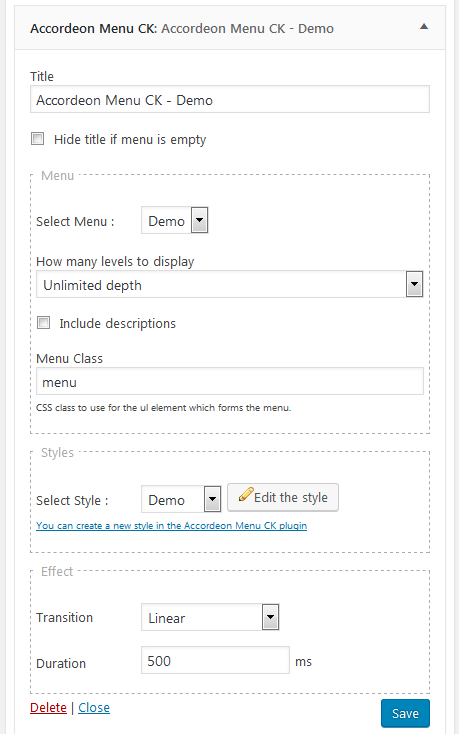 Accordeon Menu CK: Accordeon Menu CK - Demo
Title
Accordeon Menu CK - Demo
Hide title if menu is empty
Menu
Select Menu : Demo
How many levels to display
Unlimited depth
Include descriptions
Menu Class
menu
CSS class to use for the ul element which forms the menu.
Styles
Select Style : Demo Edit the style
You can create a new style in the Accordeon Menu CK plugin
Effect
Transition Linear
Duration 500 ms
Delete | Close Save